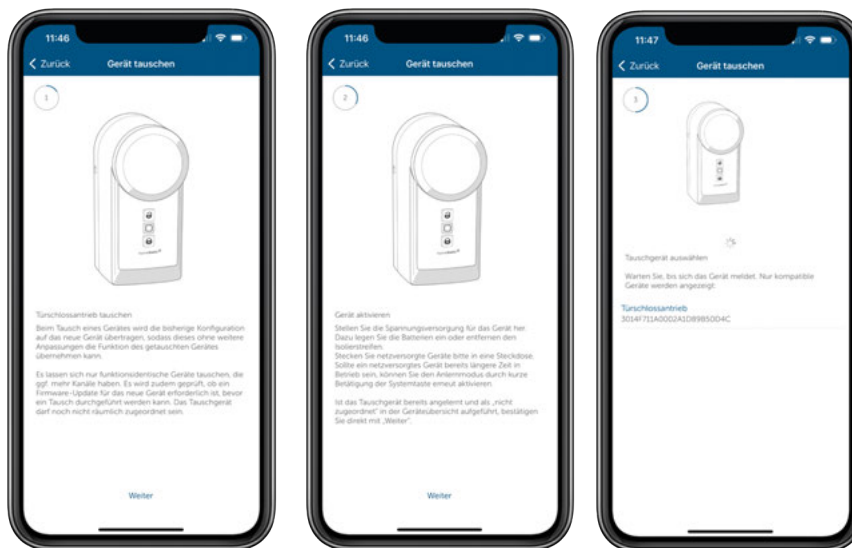 11:46
Zurück
Gerät tauschen
1
Türschlossantrieb tauschen
Beim Tausch eines Gerätes wird die bisherige Konfiguration
auf das neue Gerät übertragen, sodass dieses ohne weitere
Anpassungen die Funktion des getauschten Gerätes
übernehmen kann.
Es lassen sich nur funktionsidentische Geräte tauschen, die
ggf. mehr Kanäle haben. Es wird zudem geprüft, ob ein
Firmware-Update für das neue Gerät erforderlich ist, bevor
ein Tausch durchgeführt werden kann. Das Tauschgerät
darf noch nicht räumlich zugeordnet sein.
Weiter
11:46
Zurück
Gerät tauschen
2
Gerät aktivieren
Stellen Sie die Spannungsversorgung für das Gerät her.
Dazu legen Sie die Batterien ein oder entfernen den
Isolierstreifen.
Stecken Sie netzversorgte Geräte bitte in eine Steckdose.
Sollte ein netzversorgtes Gerät bereits längere Zeit in
Betrieb sein, können Sie den Anlernmodus durch kurze
Betätigung der Systemtaste erneut aktivieren.
Ist das Tauschgerät bereits angelernt und als „nicht
zugeordnet" in der Geräteübersicht aufgeführt, bestätigen
Sie direkt mit „Weiter".
Weiter
11:47
Zurück
Gerät tauschen
3
Tauschgerät auswählen
Warten Sie, bis sich das Gerät meldet. Nur kompatible
Geräte werden angezeigt.
Türschlossantrieb
3014F711A0002A1D89B50D4C